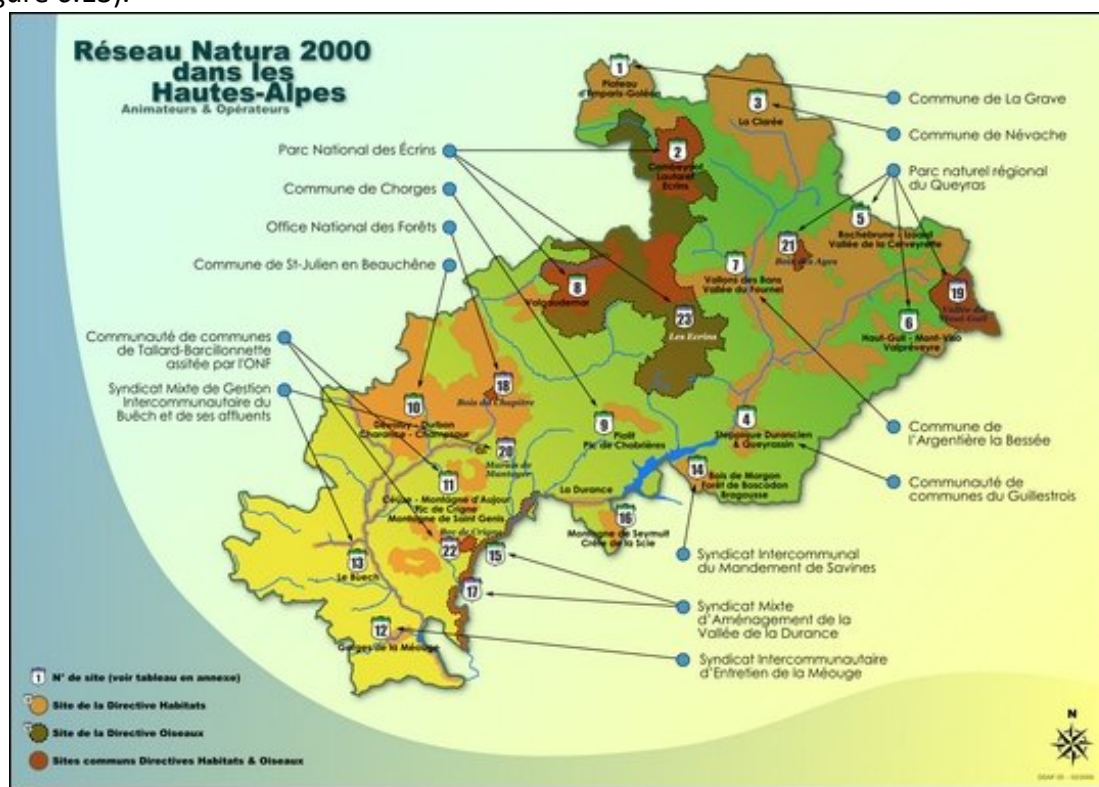 Réseau Natura 2000
dans les
Hautes-Alpes
Animateurs & Opérateurs
Parc National des Écrins
Commune de Chorges
Office National des Forêts
Commune de St-Julien en Beauchêne
Communauté de communes
de Tallard-Barcillonnette
assitée par l'ONF
Syndicat Mixte de Gestion
Intercommunautaire du
Buëch et de ses affluents
Commune de La Grave
Commune de Névache
Parc naturel régional
du Queyras
Commune de
l'Argentière la Bessée
Communauté de
communes du Guillestrois
Syndicat Intercommunal
du Mandement de Savines
Syndicat Mixte
d'Aménagement de la
Vallée de la Durance
Syndicat Intercommunautaire
d'Entretien de la Méouge
1
Plateau
d'Emparis-Goléon
3
La Clarée
2
Combeynot
Lautaret
Ecrins
5
Rochebrune - Izoard
Vallée de la Cerveyrette
21
Bois des Ayes
7
Vallons des Bans
Vallée du Fournel
19
Vallée du
Haut Guil
6
Haut-Guil - Mont-Viso
Valpréveyre
8
Valgaudemar
23
Les Ecrins
18
Bois du Chapitre
10
Dévoluy - Durbon
Charance - Champsaur
9
Piolit
Pic de Chabrières
4
Steppique Durancien
& Queyrassin
20
Marais de
Manteyer
11
Céüze - Montagne d'Aujour
Pic de Crigne
Montagne de Saint Genis
14
Bois de Morgon
Forêt de Boscodon
Bragousse
La Durance
16
Montagne de Seymuit
Crête de la Scie
Bec de Crigne
22
15
13
Le Buech
17
12
Gorges de la Méouge
1 N° de site (voir tableau en annexe)
Site de la Directive Habitats
Site de la Directive Oiseaux
Sites communs Directives Habitats & Oiseaux
N